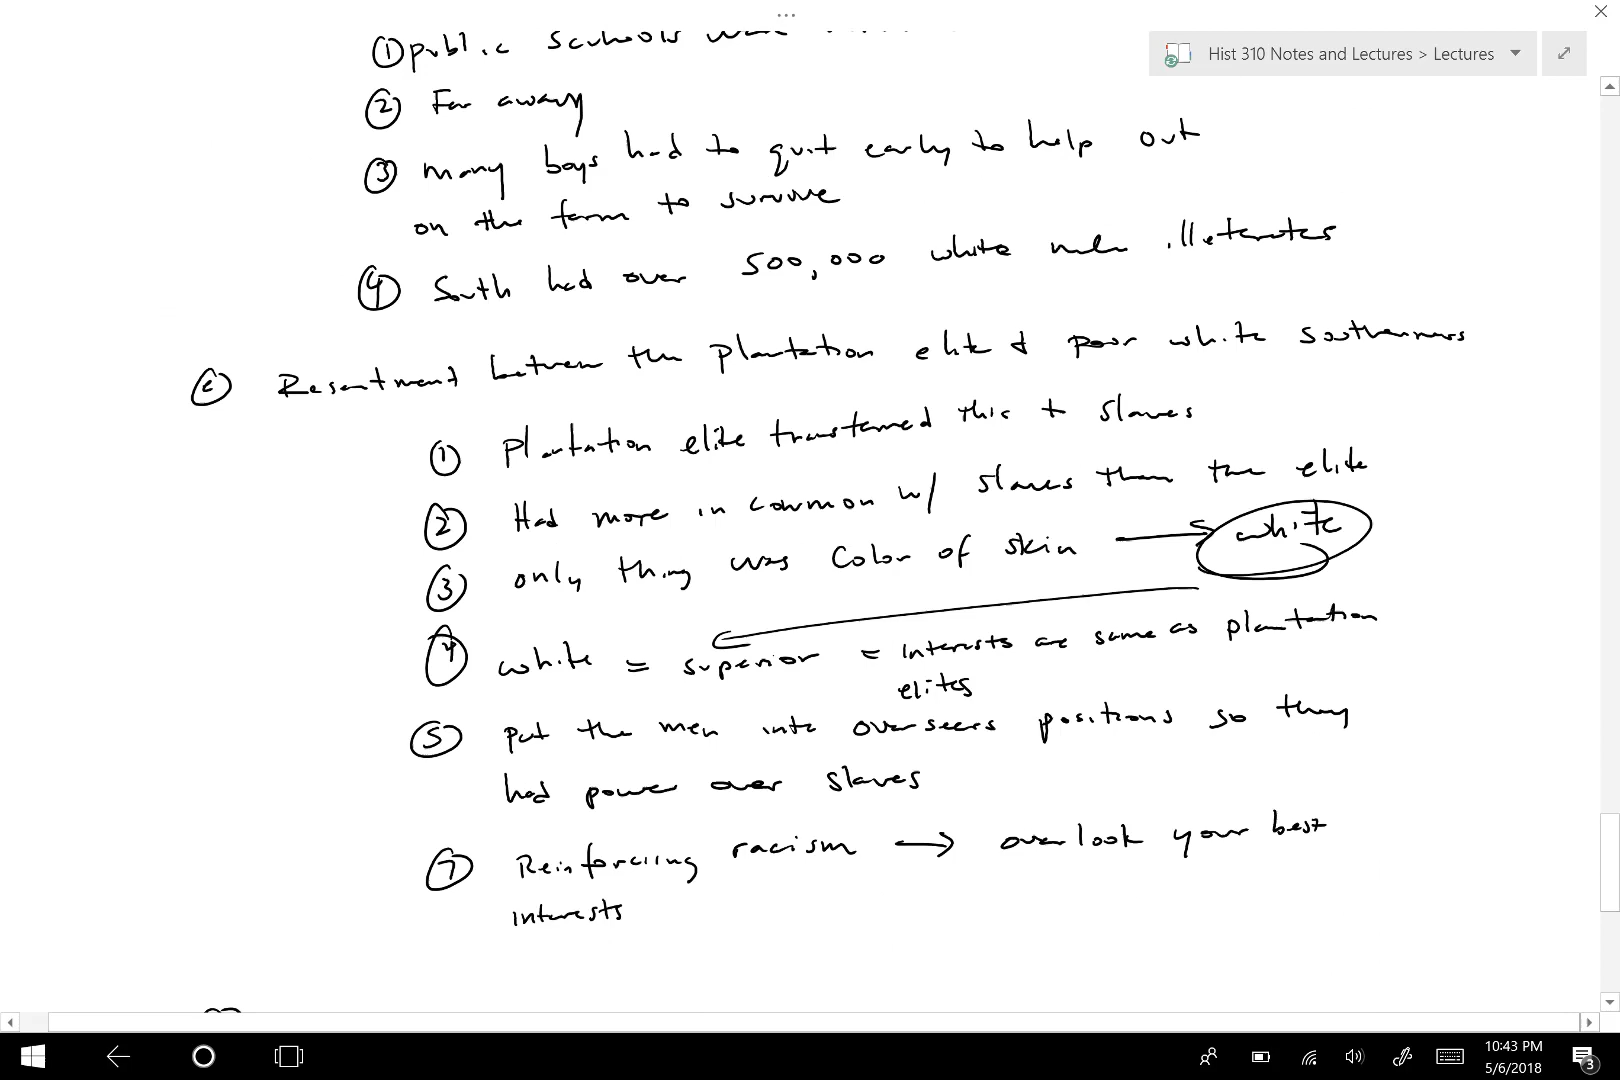 ① public schools were
Hist 310 Notes and Lectures > Lectures
② Far away
③ many boys had to quit early to help out
on the farm to survive
④ South had over 500,000 white male illeterates
Resentment between the plantation elite & poor white southerners
① plantation elite transferred this to slaves
② Had more in common w/ slaves than the elite
③ only thing was color of skin → white
④ white = superior = interests are same as plantation
elites
⑤ put the men into overseers positions so they
had power over slaves
⑦ Reinforciing racism → overlook your best
interests
10:43 PM
5/6/2018
3